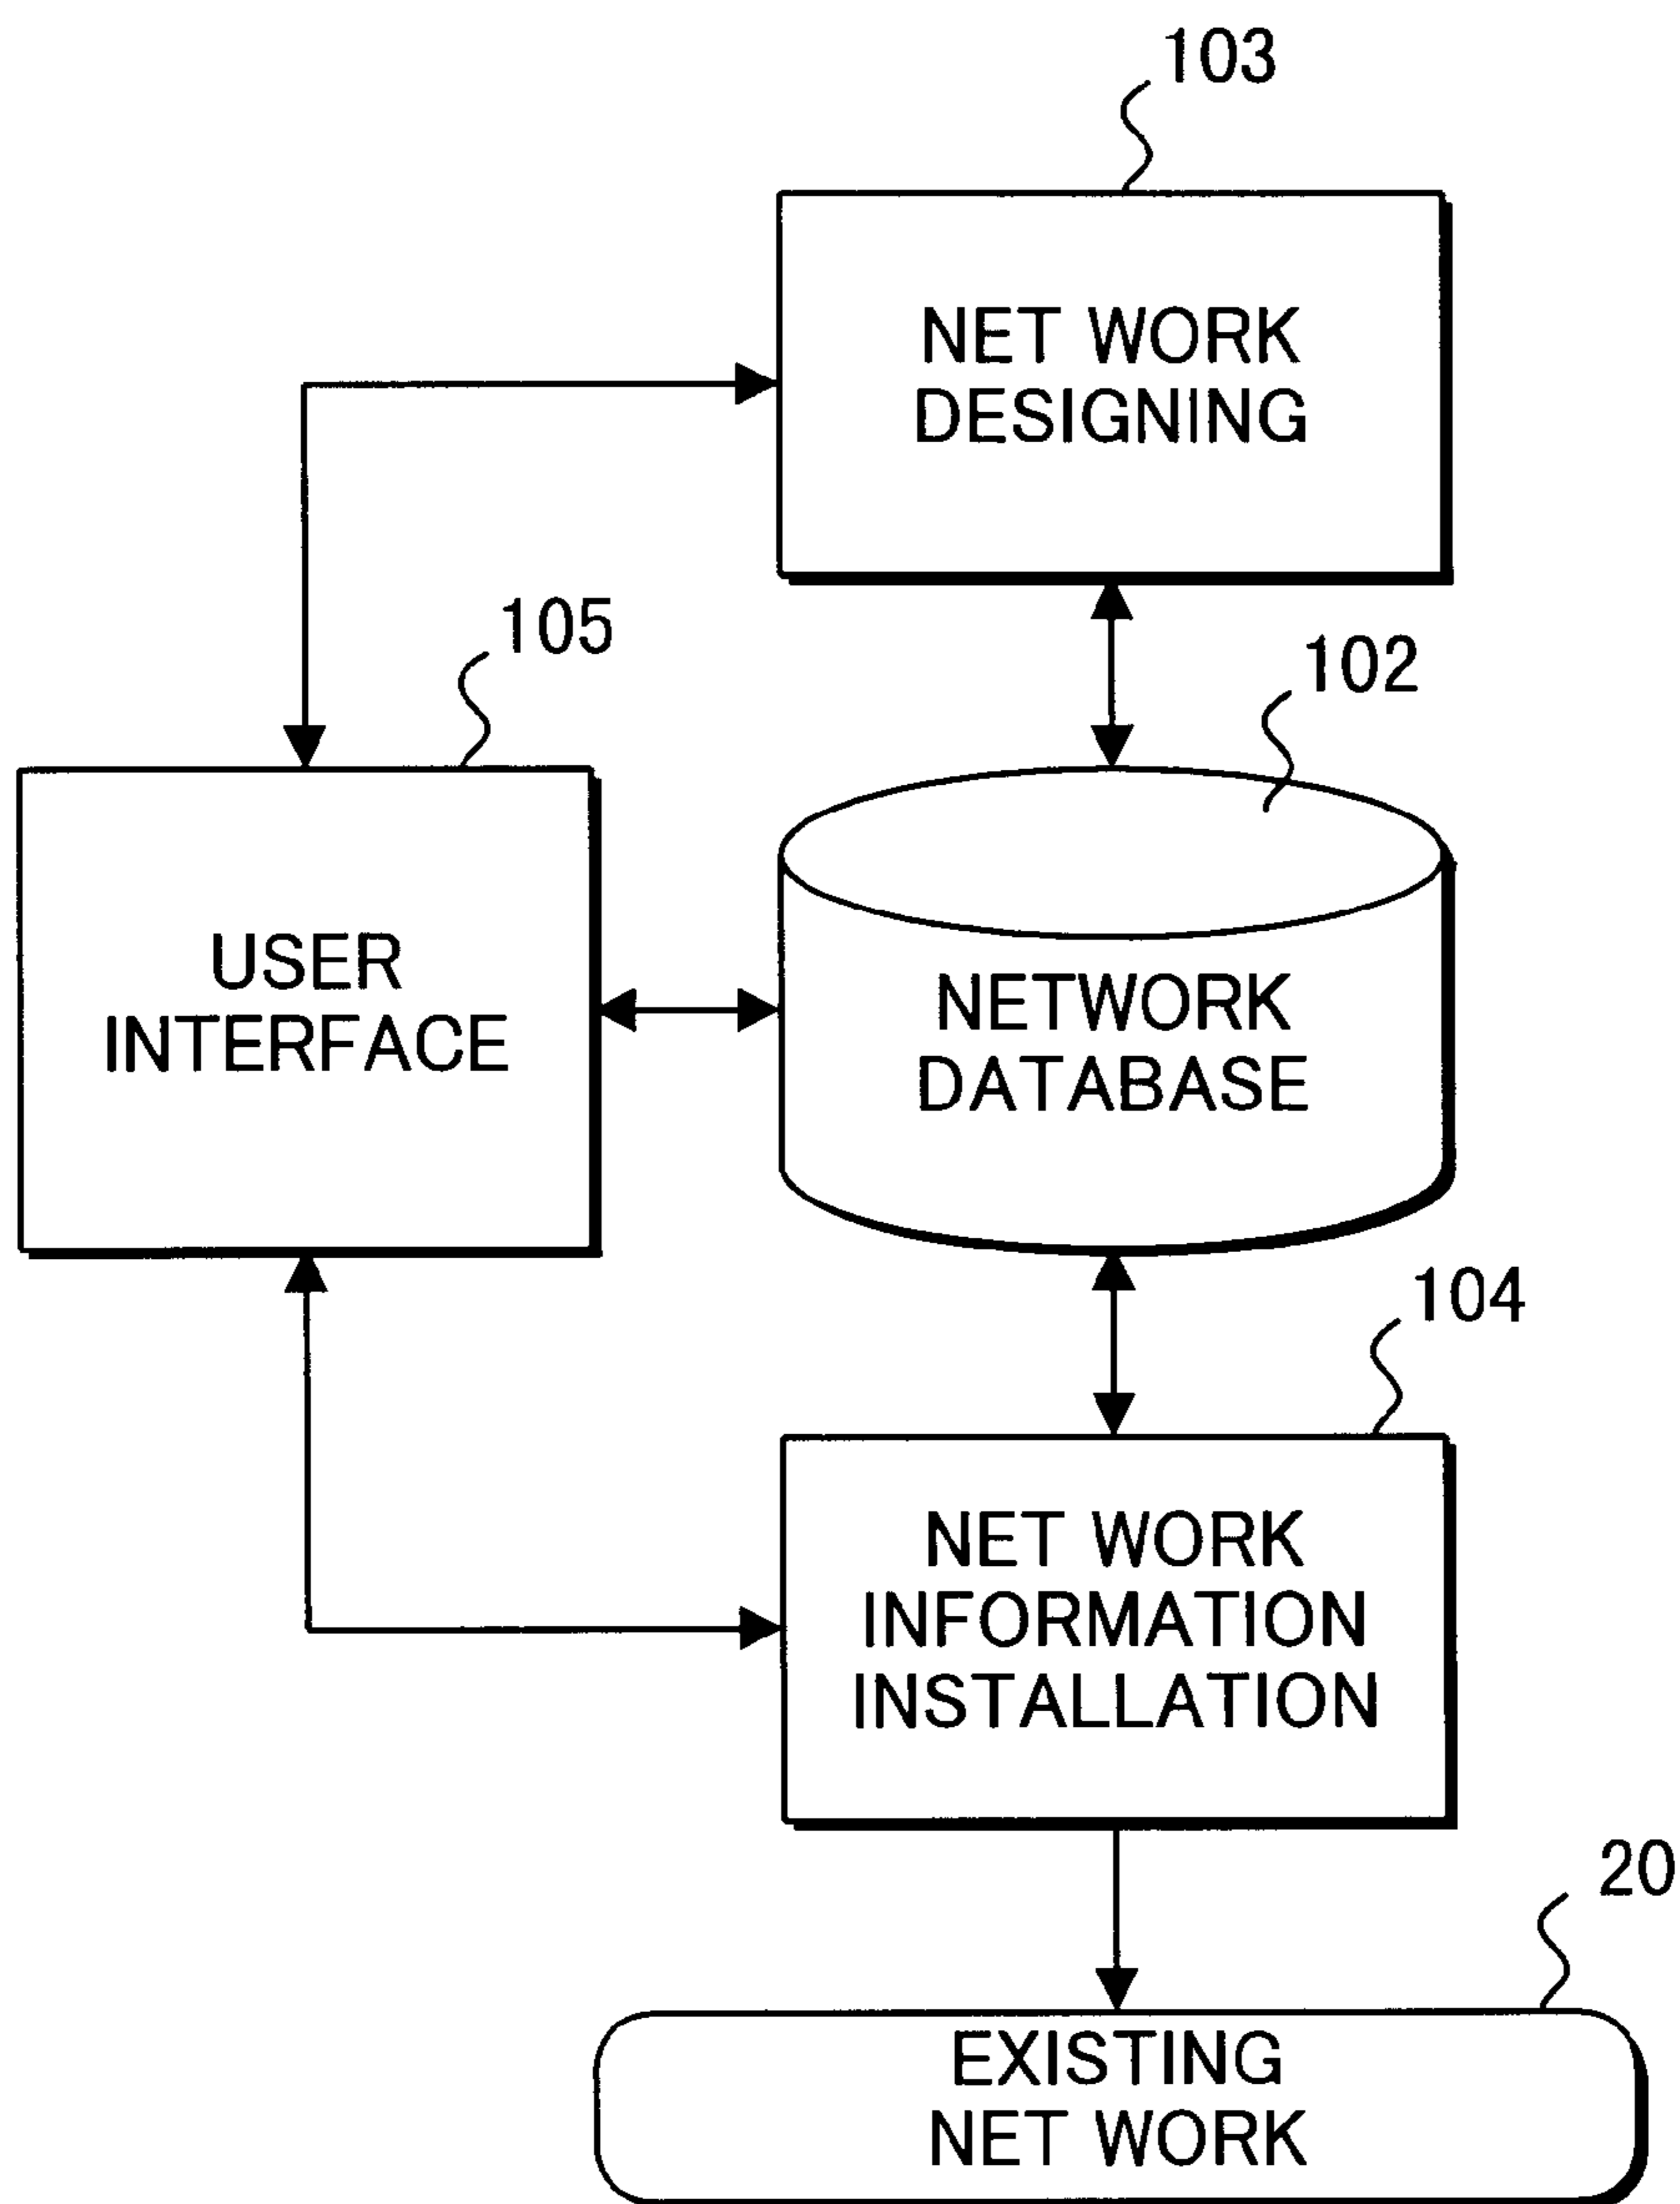 103
NET WORK
DESIGNING
105
102
USER
INTERFACE
NETWORK
DATABASE
104
NET WORK
INFORMATION
INSTALLATION
20
EXISTING
NET WORK